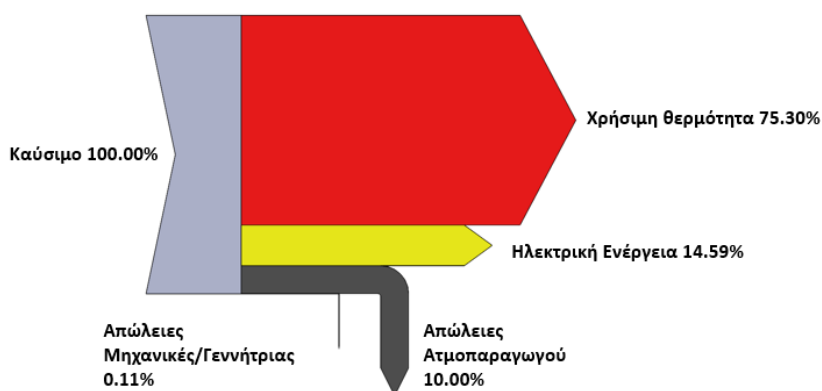 Χρήσιμη θερμότητα 75.30%
Καύσιμο 100.00%
Ηλεκτρική Ενέργεια 14.59%
Απώλειες
Μηχανικές/Γεννήτριας
0.11%
Απώλειες
Ατμοπαραγωγού
10.00%